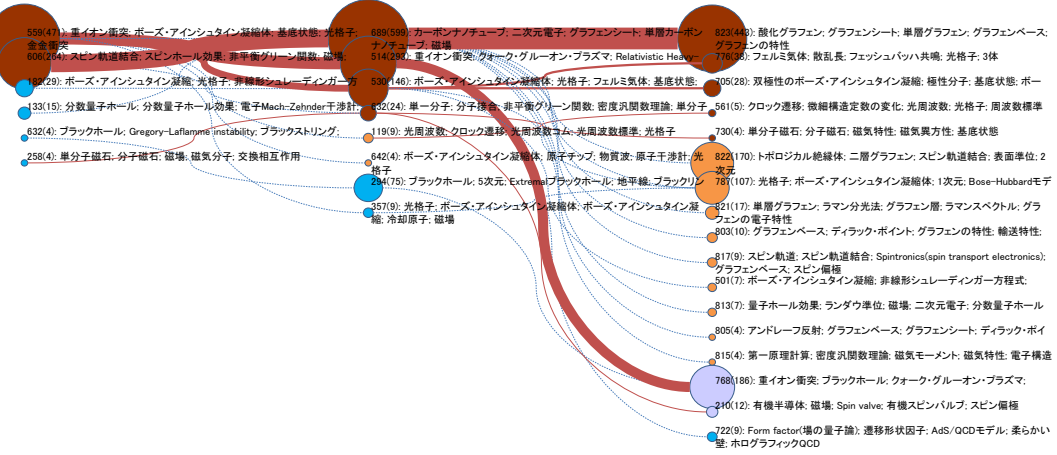 559(471): 重イオン衝突; ボーズ・アインシュタイン凝縮体; 基底状態; 光格子;
金金衝突
606(264): スピン軌道結合; スピンホール効果; 非平衡グリーン関数; 磁場;
182(29): ボーズ・アインシュタイン凝縮; 光格子; 非線形シュレーディンガー方
133(15): 分数量子ホール; 分数量子ホール効果; 電子Mach-Zehnder干渉計;
632(4): ブラックホール; Gregory-Laflamme instability; ブラックストリング;
258(4): 単分子磁石; 分子磁石; 磁場; 磁気分子; 交換相互作用
689(599): カーボンナノチューブ; 二次元電子; グラフェンシート; 単層カーボン
ナノチューブ; 磁場
514(293): 重イオン衝突; クォーク・グルーオン・プラズマ; Relativistic Heavy-
530(146): ボーズ・アインシュタイン凝縮体; 光格子; フェルミ気体; 基底状態;
632(24): 単一分子; 分子接合; 非平衡グリーン関数; 密度汎関数理論; 単分子
119(9): 光周波数; クロック遷移; 光周波数コム; 光周波数標準; 光格子
642(4): ボーズ・アインシュタイン凝縮体; 原子チップ; 物質波; 原子干渉計; 光
格子
294(75): ブラックホール; 5次元; Extremalブラックホール; 地平線; ブラックリン
357(9): 光格子; ボーズ・アインシュタイン凝縮体; ボーズ・アインシュタイン凝
縮; 冷却原子; 磁場
823(443): 酸化グラフェン; グラフェンシート; 単層グラフェン; グラフェンベース;
グラフェンの特性
776(38): フェルミ気体; 散乱長; フェッシュバッハ共鳴; 光格子; 3体
705(28): 双極性のボーズ・アインシュタイン凝縮; 極性分子; 基底状態; ボー
561(5): クロック遷移; 微細構造定数の変化; 光周波数; 光格子; 周波数標準
730(4): 単分子磁石; 分子磁石; 磁気特性; 磁気異方性; 基底状態
822(170): トポロジカル絶縁体; 二層グラフェン; スピン軌道結合; 表面準位; 2
次元
787(107): 光格子; ボーズ・アインシュタイン凝縮体; 1次元; Bose-Hubbardモデ
821(17): 単層グラフェン; ラマン分光法; グラフェン層; ラマンスペクトル; グラ
フェンの電子特性
803(10): グラフェンベース; ディラック・ポイント; グラフェンの特性; 輸送特性;
817(9): スピン軌道; スピン軌道結合; Spintronics(spin transport electronics);
グラフェンベース; スピン偏極
501(7): ボーズ・アインシュタイン凝縮; 非線形シュレーディンガー方程式;
813(7): 量子ホール効果; ランダウ準位; 磁場; 二次元電子; 分数量子ホール
805(4): アンドレーフ反射; グラフェンベース; グラフェンシート; ディラック・ポイ
815(4): 第一原理計算; 密度汎関数理論; 磁気モーメント; 磁気特性; 電子構造
768(186): 重イオン衝突; ブラックホール; クォーク・グルーオン・プラズマ;
210(12): 有機半導体; 磁場; Spin valve; 有機スピンバルブ; スピン偏極
722(9): Form factor(場の量子論); 遷移形状因子; AdS/QCDモデル; 柔らかい
壁; ホログラフィックQCD